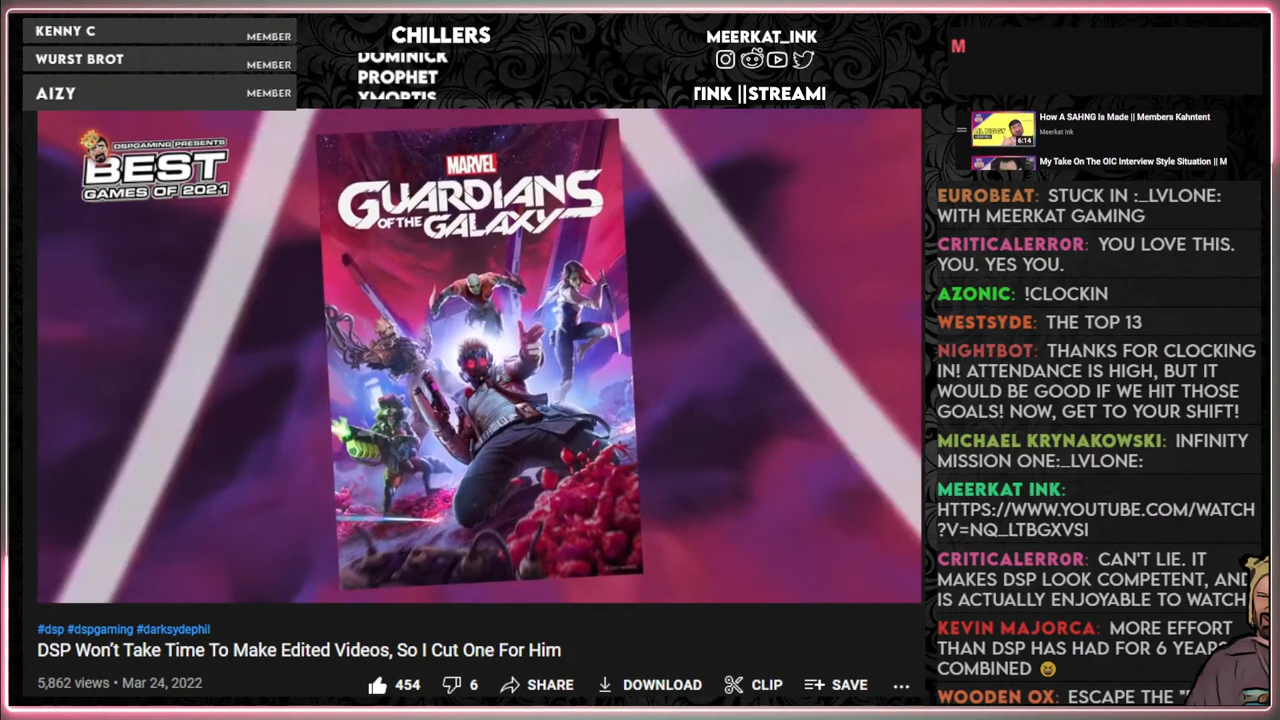 KENNY C
MEMBER
WURST BROT
MEMBER
AIZY
MEMBER
CHILLERS
DOMINICK
PROPHET
XMORTIS
MEERKAT_INK
TINK ||STREAMI
M
How A SAHNG Is Made || Members Kahntent
Meerkat Ink
6:14
My Take On The OIC Interview Style Situation || M
DSPGAMING PRESENTS
BEST
GAMES OF 2021
MARVEL
GUARDIANS
OF THE
GALAXY
#dsp #dspgaming #darksydephil
DSP Won't Take Time To Make Edited Videos, So I Cut One For Him
5,862 views • Mar 24, 2022
454
6
SHARE
DOWNLOAD
CLIP
SAVE
EUROBEAT: STUCK IN :_LVLONE:
WITH MEERKAT GAMING
CRITICALERROR: YOU LOVE THIS.
YOU. YES YOU.
AZONIC: !CLOCKIN
WESTSYDE: THE TOP 13
NIGHTBOT: THANKS FOR CLOCKING
IN! ATTENDANCE IS HIGH, BUT IT
WOULD BE GOOD IF WE HIT THOSE
GOALS! NOW, GET TO YOUR SHIFT!
MICHAEL KRYNAKOWSKI: INFINITY
MISSION ONE:_LVLONE:
MEERKAT INK:
HTTPS://WWW.YOUTUBE.COM/WATCH
?V=NQ_LTBGXVSI
CRITICALERROR: CAN'T LIE. IT
MAKES DSP LOOK COMPETENT, AND
IS ACTUALLY ENJOYABLE TO WATCH
KEVIN MAJORCA: MORE EFFORT
THAN DSP HAS HAD FOR 6 YEARS
COMBINED
WOODEN OX: ESCAPE THE